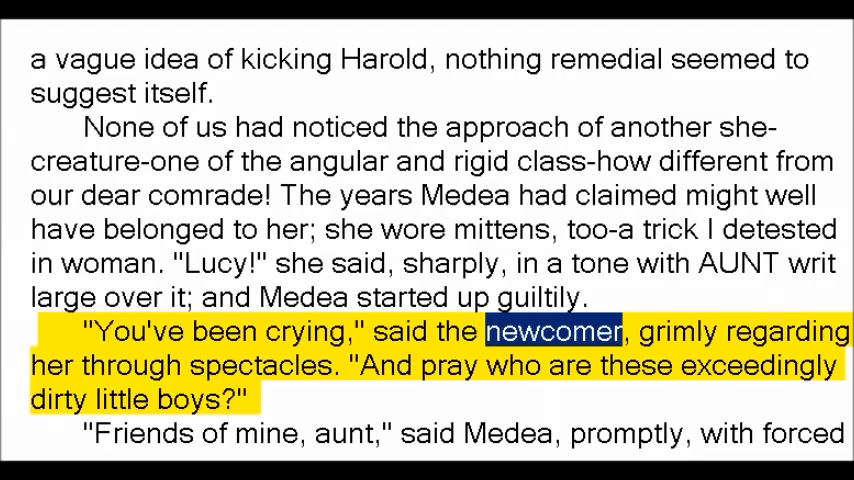 a vague idea of kicking Harold, nothing remedial seemed to
suggest itself.
None of us had noticed the approach of another she-
creature-one of the angular and rigid class-how different from
our dear comrade! The years Medea had claimed might well
have belonged to her; she wore mittens, too-a trick I detested
in woman. "Lucy!" she said, sharply, in a tone with AUNT writ
large over it; and Medea started up guiltily.
"You've been crying," said the newcomer, grimly regarding
her through spectacles. "And pray who are these exceedingly
dirty little boys?"
"Friends of mine, aunt," said Medea, promptly, with forced